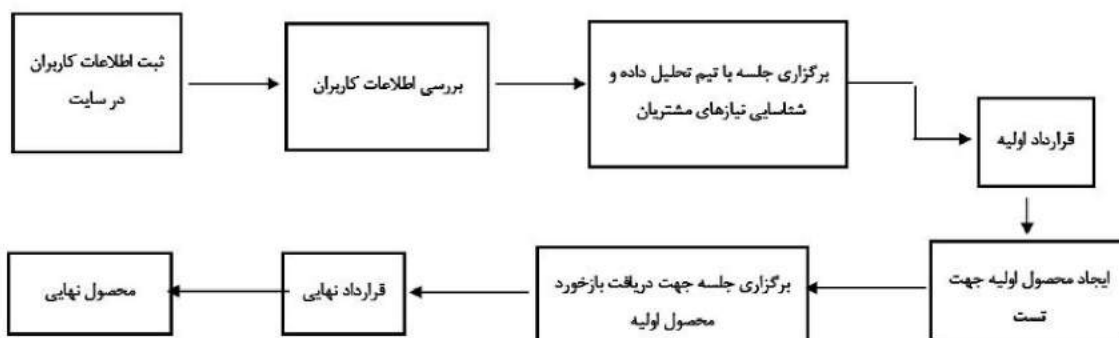 ثبت اطلاعات کاربران
در سایت
بررسی اطلاعات کاربران
برگزاری جلسه با تیم تحلیل داده و
شناسایی نیازهای مشتریان
قرارداد اولیه
ایجاد محصول اولیه جهت
تست
برگزاری جلسه جهت دریافت بازخورد
محصول اولیه
قرارداد نهایی
محصول نهایی